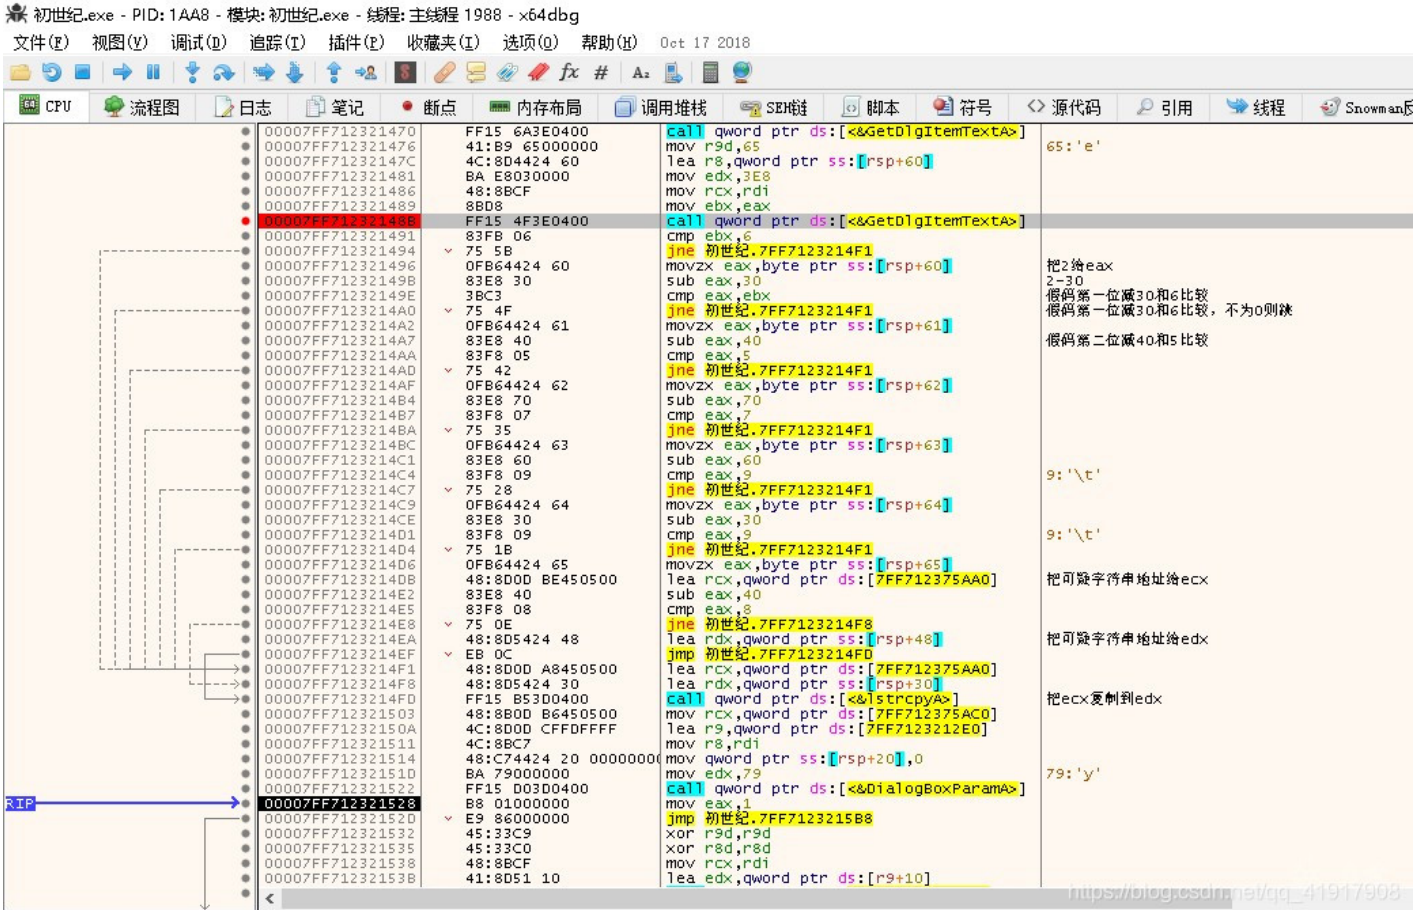 初世纪.exe - PID: 1AA8 - 模块: 初世纪.exe - 线程: 主线程 1988 - x64dbg
文件(F) 视图(V) 调试(D) 追踪(T) 插件(P) 收藏夹(I) 选项(O) 帮助(H) Oct 17 2018
CPU 流程图 日志 笔记 断点 内存布局 调用堆栈 SEH链 脚本 符号 源代码 引用 线程 Snowman反
00007FF712321470 FF15 6A3E0400 call qword ptr ds:[<&GetDlgItemTextA>]
00007FF712321476 41:B9 65000000 mov r9d,65 65:'e'
00007FF71232147C 4C:8D4424 60 lea r8,qword ptr ss:[rsp+60]
00007FF712321481 BA E8030000 mov edx,3E8
00007FF712321486 48:8BCF mov rcx,rdi
00007FF712321489 8BD8 mov ebx,eax
00007FF71232148B FF15 4F3E0400 call qword ptr ds:[<&GetDlgItemTextA>]
00007FF712321491 83FB 06 cmp ebx,6
00007FF712321494 75 5B jne 初世纪.7FF7123214F1
00007FF712321496 0FB64424 60 movzx eax,byte ptr ss:[rsp+60] 把2给eax
00007FF71232149B 83E8 30 sub eax,30 2-30
00007FF71232149E 3BC3 cmp eax,ebx 假码第一位减30和6比较
00007FF7123214A0 75 4F jne 初世纪.7FF7123214F1 假码第一位减30和6比较，不为0则跳
00007FF7123214A2 0FB64424 61 movzx eax,byte ptr ss:[rsp+61]
00007FF7123214A7 83E8 40 sub eax,40 假码第二位减40和5比较
00007FF7123214AA 83F8 05 cmp eax,5
00007FF7123214AD 75 42 jne 初世纪.7FF7123214F1
00007FF7123214AF 0FB64424 62 movzx eax,byte ptr ss:[rsp+62]
00007FF7123214B4 83E8 70 sub eax,70
00007FF7123214B7 83F8 07 cmp eax,7
00007FF7123214BA 75 35 jne 初世纪.7FF7123214F1
00007FF7123214BC 0FB64424 63 movzx eax,byte ptr ss:[rsp+63]
00007FF7123214C1 83E8 60 sub eax,60
00007FF7123214C4 83F8 09 cmp eax,9 9:'\t'
00007FF7123214C7 75 28 jne 初世纪.7FF7123214F1
00007FF7123214C9 0FB64424 64 movzx eax,byte ptr ss:[rsp+64]
00007FF7123214CE 83E8 30 sub eax,30
00007FF7123214D1 83F8 09 cmp eax,9 9:'\t'
00007FF7123214D4 75 1B jne 初世纪.7FF7123214F1
00007FF7123214D6 0FB64424 65 movzx eax,byte ptr ss:[rsp+65]
00007FF7123214DB 48:8D0D BE450500 lea rcx,qword ptr ds:[7FF712375AA0] 把可疑字符串地址给ecx
00007FF7123214E2 83E8 40 sub eax,40
00007FF7123214E5 83F8 08 cmp eax,8
00007FF7123214E8 75 0E jne 初世纪.7FF7123214F8
00007FF7123214EA 48:8D5424 48 lea rdx,qword ptr ss:[rsp+48] 把可疑字符串地址给edx
00007FF7123214EF EB 0C jmp 初世纪.7FF7123214FD
00007FF7123214F1 48:8D0D A8450500 lea rcx,qword ptr ds:[7FF712375AA0]
00007FF7123214F8 48:8D5424 30 lea rdx,qword ptr ss:[rsp+30]
00007FF7123214FD FF15 B53D0400 call qword ptr ds:[<&lstrcpyA>] 把ecx复制到edx
00007FF712321503 48:8B0D B6450500 mov rcx,qword ptr ds:[7FF712375AC0]
00007FF71232150A 4C:8D0D CFFDFFFF lea r9,qword ptr ds:[7FF7123212E0]
00007FF712321511 4C:8BC7 mov r8,rdi
00007FF712321514 48:C74424 20 00000000 mov qword ptr ss:[rsp+20],0
00007FF71232151D BA 79000000 mov edx,79 79:'y'
00007FF712321522 FF15 D03D0400 call qword ptr ds:[<&DialogBoxParamA>]
RIP 00007FF712321528 B8 01000000 mov eax,1
00007FF71232152D E9 86000000 jmp 初世纪.7FF7123215B8
00007FF712321532 45:33C9 xor r9d,r9d
00007FF712321535 45:33C0 xor r8d,r8d
00007FF712321538 48:8BCF mov rcx,rdi
00007FF71232153B 41:8D51 10 lea edx,qword ptr ds:[r9+10]
https://blog.csdn.net/qq_41917908